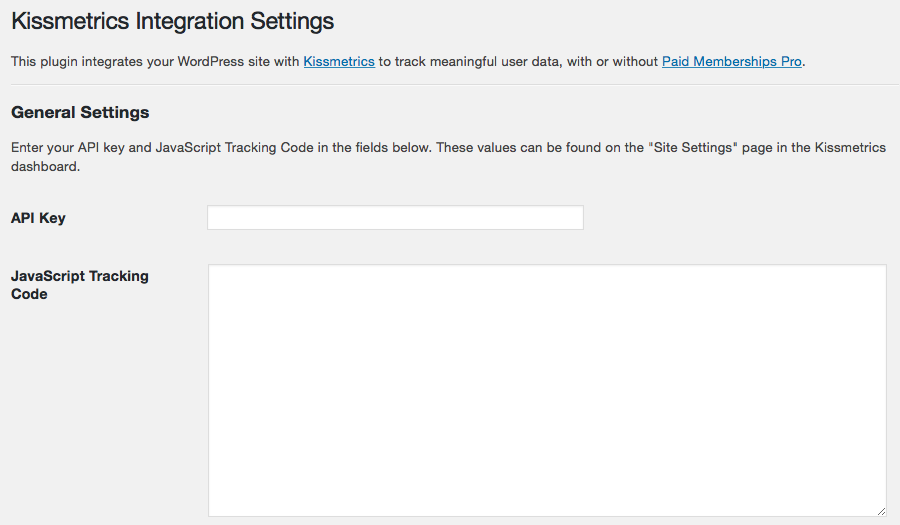 Kissmetrics Integration Settings
This plugin integrates your WordPress site with Kissmetrics to track meaningful user data, with or without Paid Memberships Pro.
General Settings
Enter your API key and JavaScript Tracking Code in the fields below. These values can be found on the "Site Settings" page in the Kissmetrics
dashboard.
API Key
JavaScript Tracking
Code